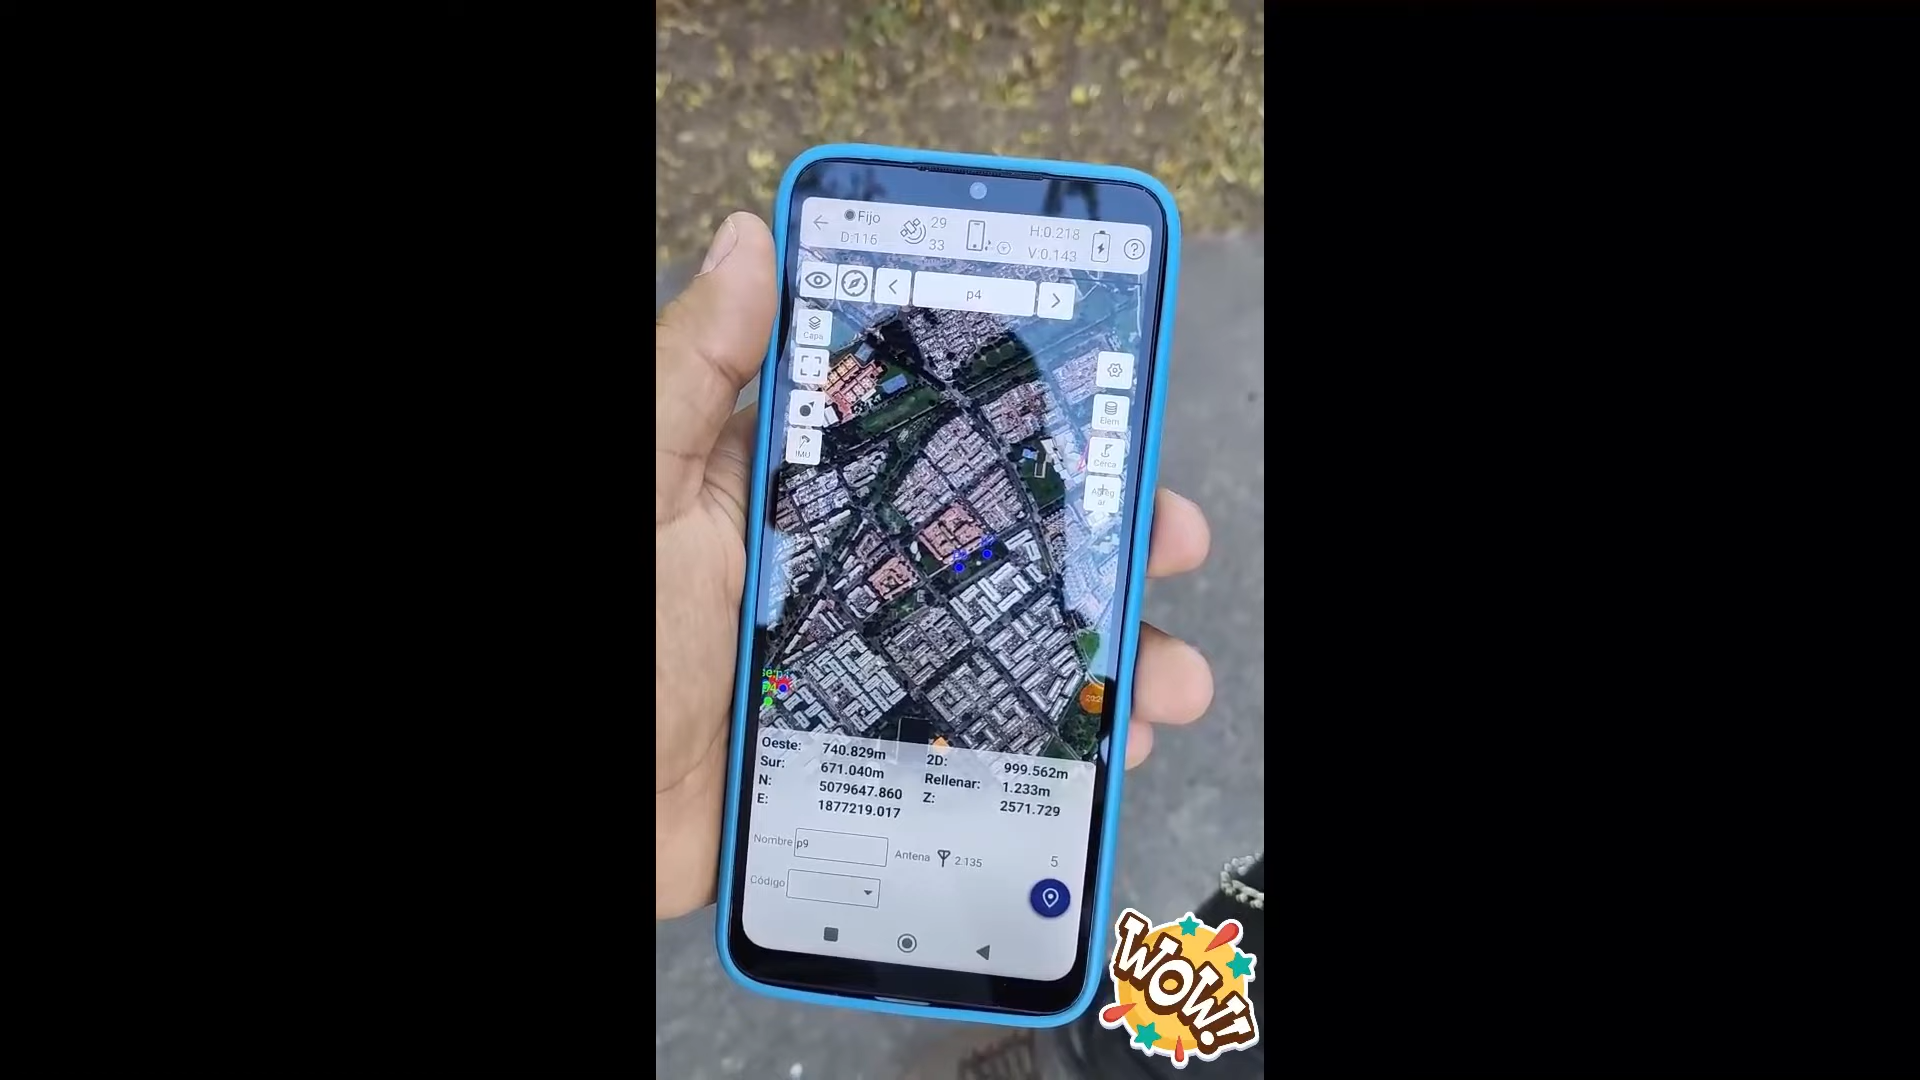 Fijo
D:116
29
33
H:0.218
V:0.143
p4
Capa
IMU
Elem
Cerca
Agreg
ar
Oeste: 740.829m 2D: 999.562m
Sur: 671.040m Rellenar: 1.233m
N: 5079647.860 Z: 2571.729
E: 1877219.017
Nombre p9
Antena 2.135
5
Código
WOW!